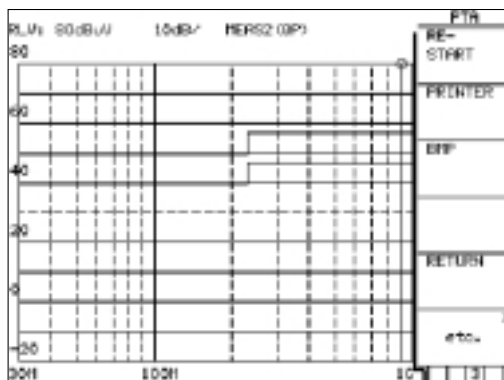 RLV: 80dBuV 10dB/ MEAS2(QP)
80
60
40
20
0
-20
30M 100M
PTA
RE-
START
PRINTER
BMP
RETURN
etc.